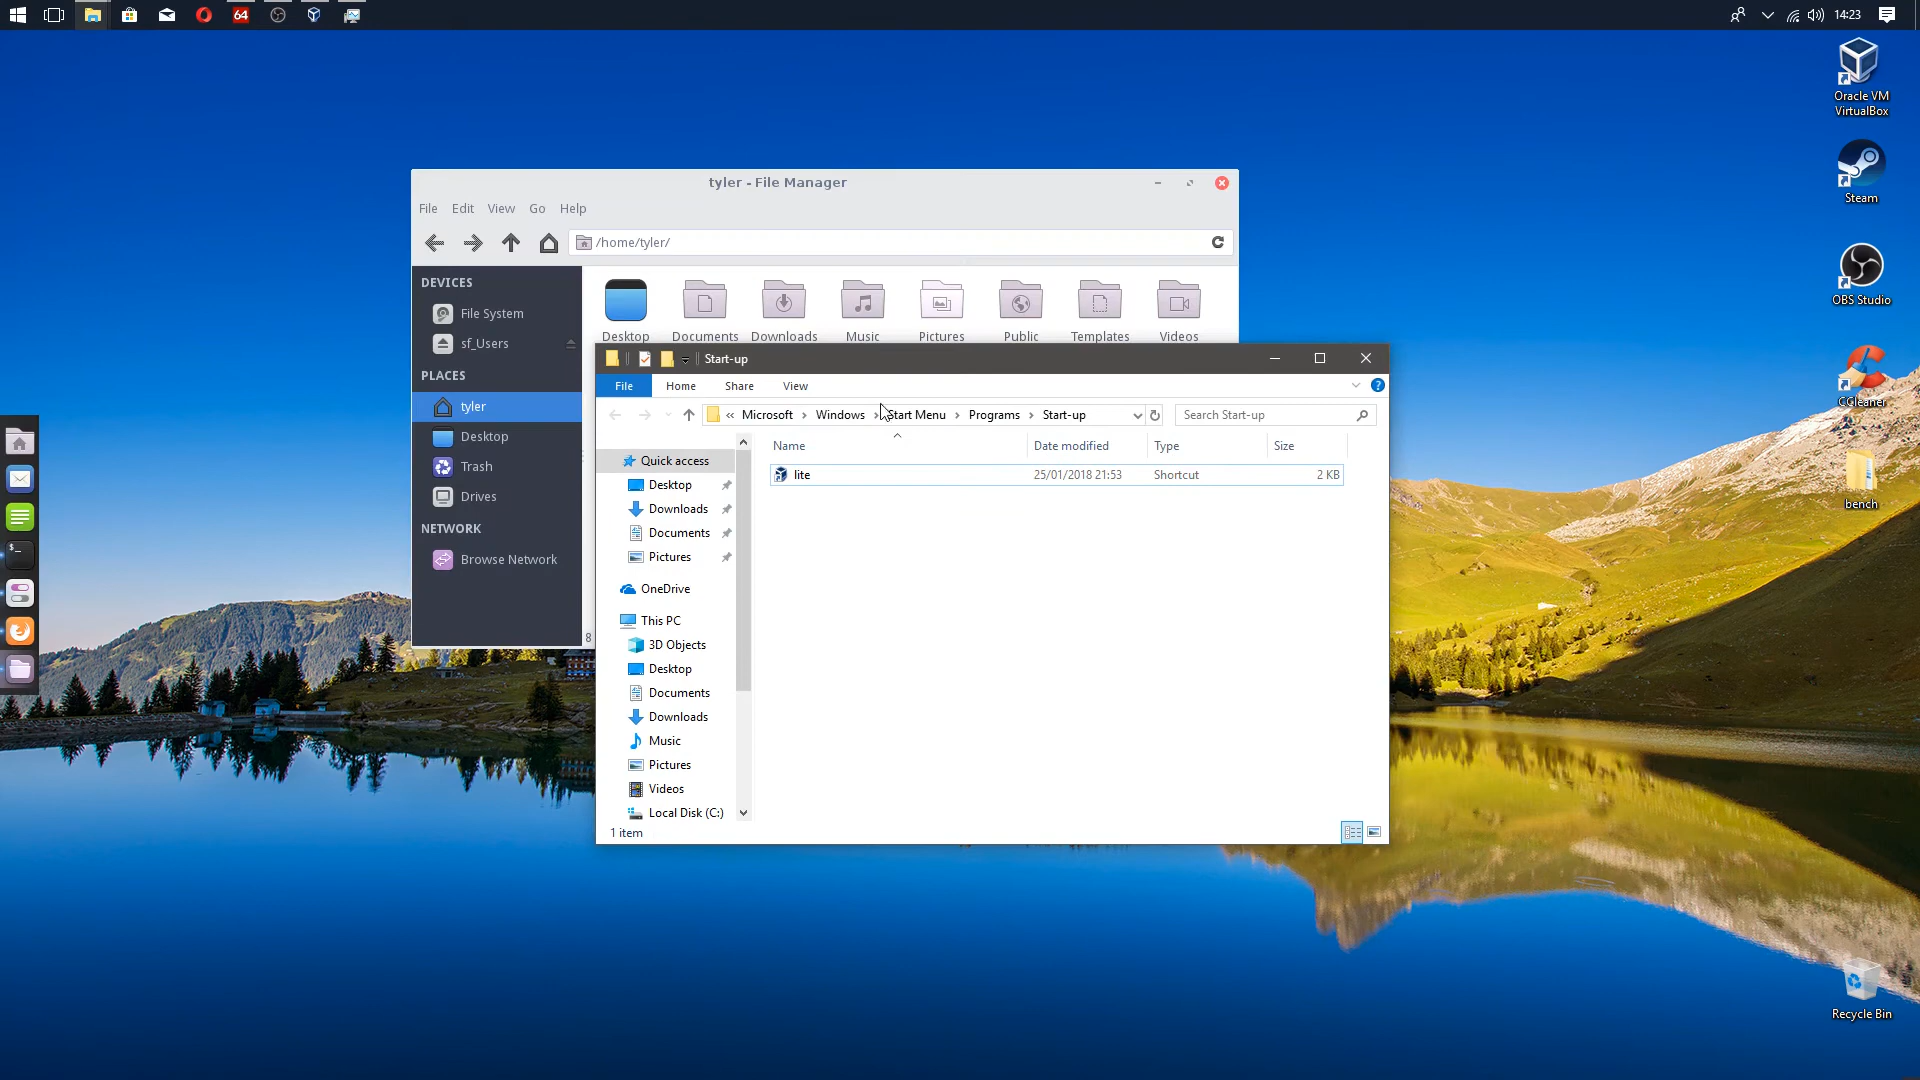 64
14:23
Oracle VM
VirtualBox
Steam
OBS Studio
CCleaner
bench
Recycle Bin
tyler - File Manager
File Edit View Go Help
/home/tyler/
DEVICES
File System
sf_Users
PLACES
tyler
Desktop
Trash
Drives
NETWORK
Browse Network
Desktop Documents Downloads Music Pictures Public Templates Videos
8
Start-up
File Home Share View
« Microsoft › Windows › Start Menu › Programs › Start-up
Search Start-up
Name Date modified Type Size
lite 25/01/2018 21:53 Shortcut 2 KB
Quick access
Desktop
Downloads
Documents
Pictures
OneDrive
This PC
3D Objects
Desktop
Documents
Downloads
Music
Pictures
Videos
Local Disk (C:)
1 item